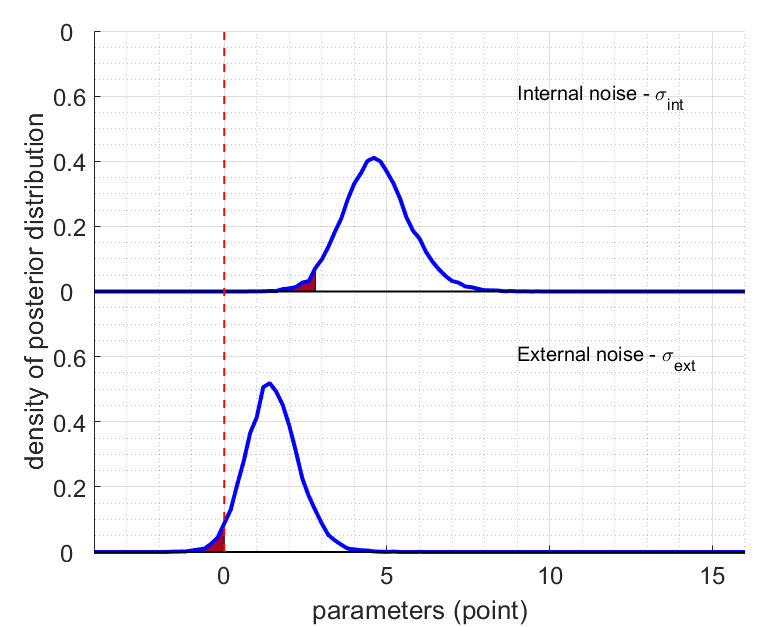 density of posterior distribution
0
0.6
0.4
0.2
0
0.6
0.4
0.2
0
Internal noise - σint
External noise - σext
0 5 10 15
parameters (point)